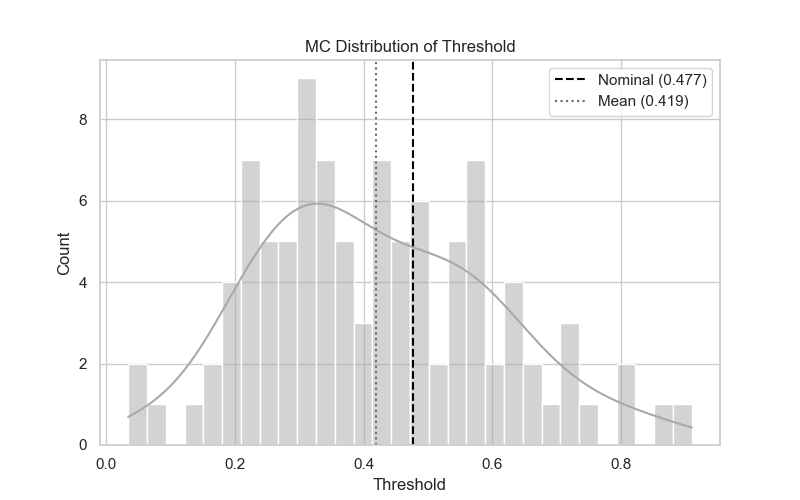 MC Distribution of Threshold
Nominal (0.477)
Mean (0.419)
Count
8
6
4
2
0
0.0 0.2 0.4 0.6 0.8
Threshold